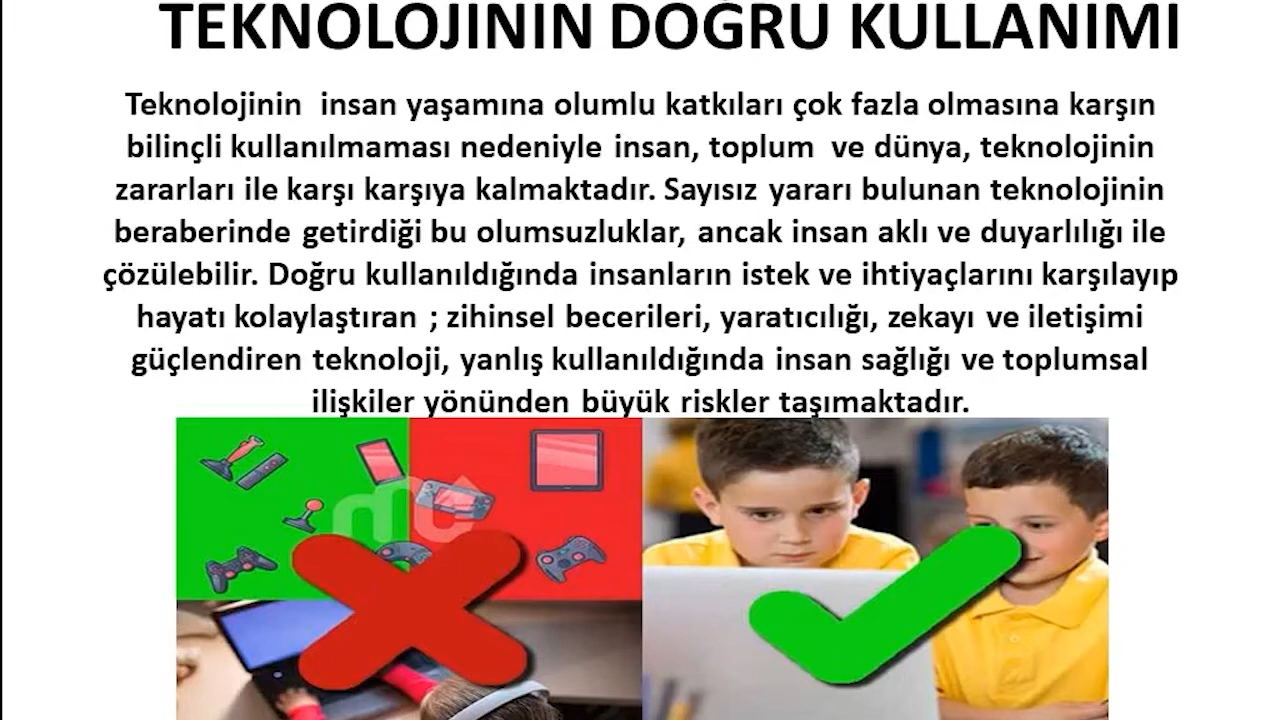 TEKNOLOJİNİN DOĞRU KULLANIMI
Teknolojinin insan yaşamına olumlu katkıları çok fazla olmasına karşın
bilinçli kullanılmaması nedeniyle insan, toplum ve dünya, teknolojinin
zararları ile karşı karşıya kalmaktadır. Sayısız yararı bulunan teknolojinin
beraberinde getirdiği bu olumsuzluklar, ancak insan aklı ve duyarlılığı ile
çözülebilir. Doğru kullanıldığında insanların istek ve ihtiyaçlarını karşılayıp
hayatı kolaylaştıran ; zihinsel becerileri, yaratıcılığı, zekayı ve iletişimi
güçlendiren teknoloji, yanlış kullanıldığında insan sağlığı ve toplumsal
ilişkiler yönünden büyük riskler taşımaktadır.